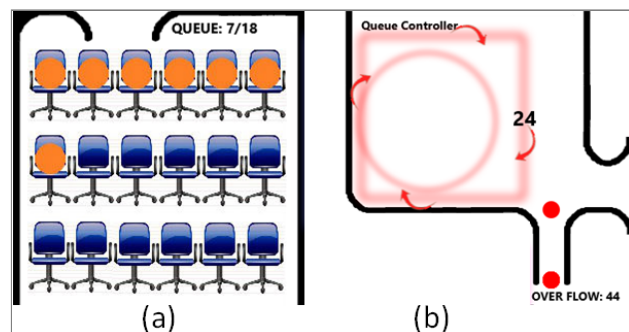 QUEUE: 7/18
Queue Controller
24
OVER FLOW: 44
(a)
(b)